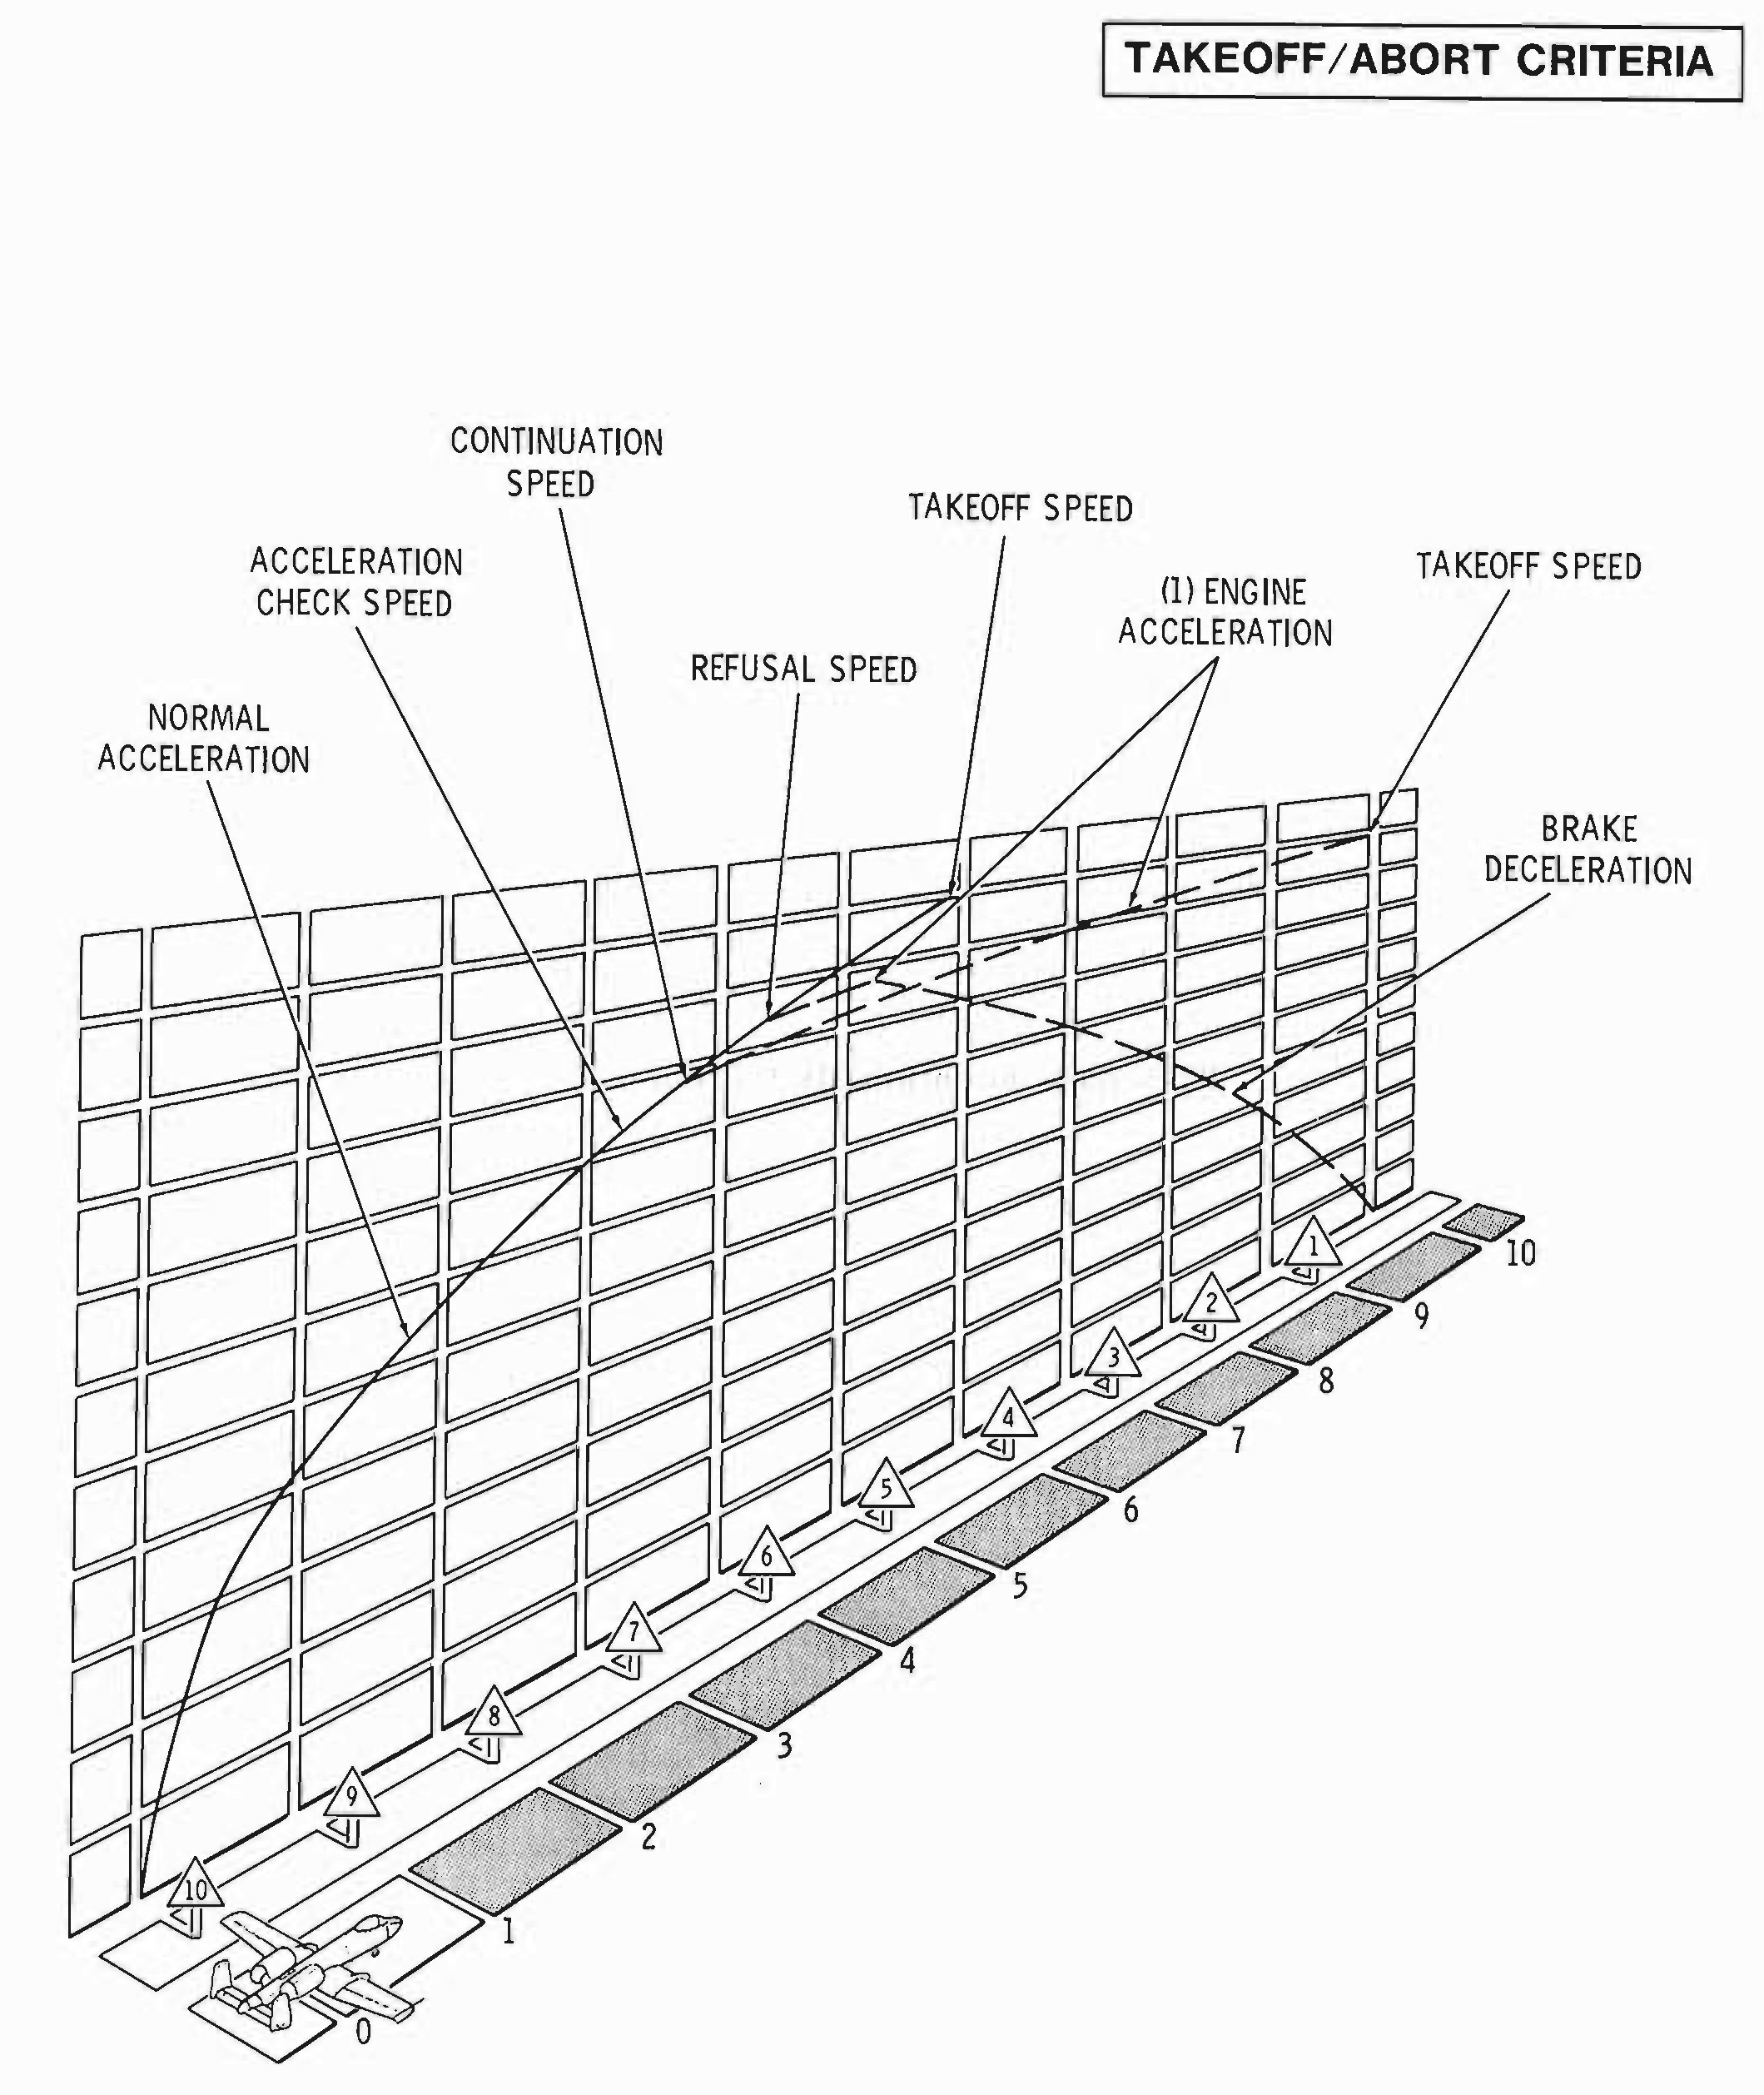 TAKEOFF/ABORT CRITERIA
CONTINUATION
SPEED
TAKEOFF SPEED
ACCELERATION
CHECK SPEED
TAKEOFF SPEED
(1) ENGINE
ACCELERATION
REFUSAL SPEED
NORMAL
ACCELERATION
BRAKE
DECELERATION
1
10
2
9
3
8
4
7
5
6
6
5
7
4
8
3
9
2
10
1
0